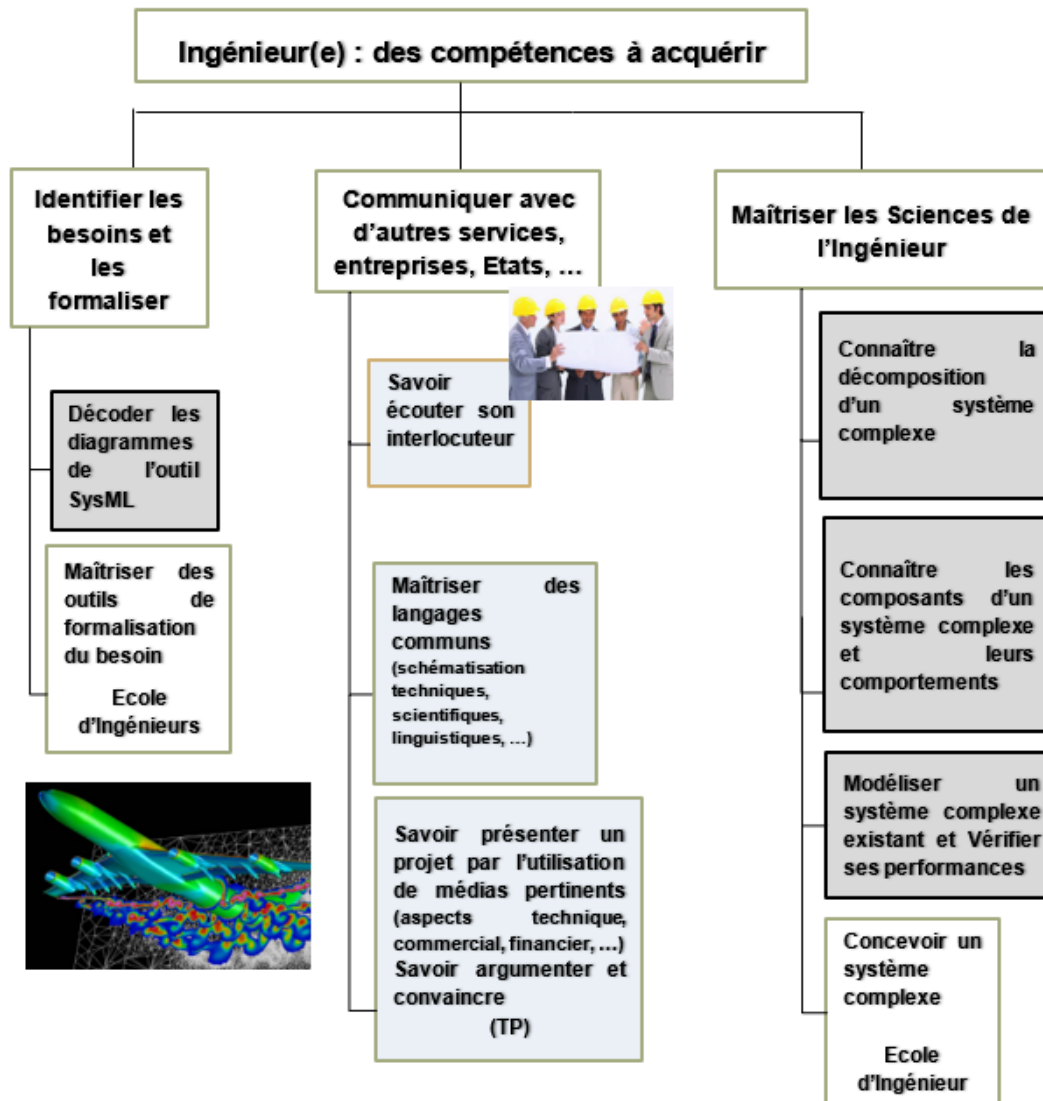 Ingénieur(e) : des compétences à acquérir
Identifier les
besoins et
les
formaliser
Décoder les
diagrammes
de l'outil
SysML
Maîtriser des
outils de
formalisation
du besoin
Ecole
d'Ingénieurs
Communiquer avec
d'autres services,
entreprises, Etats, ...
Savoir
écouter son
interlocuteur
Maîtriser des
langages
communs
(schématisation
techniques,
scientifiques,
linguistiques, ...)
Savoir présenter un
projet par l'utilisation
de médias pertinents
(aspects technique,
commercial, financier, ...)
Savoir argumenter et
convaincre
(TP)
Maîtriser les Sciences de
l'Ingénieur
Connaître la
décomposition
d'un système
complexe
Connaître les
composants d'un
système complexe
et leurs
comportements
Modéliser un
système complexe
existant et Vérifier
ses performances
Concevoir un
système
complexe
Ecole
d'Ingénieur